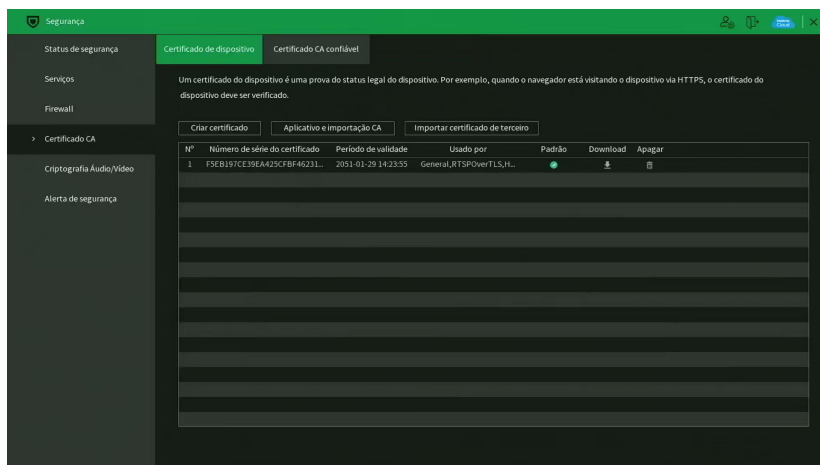 Segurança
Status de segurança
Serviços
Firewall
> Certificado CA
Criptografia Áudio/Vídeo
Alerta de segurança
Certificado de dispositivo Certificado CA confiável
Um certificado do dispositivo é uma prova do status legal do dispositivo. Por exemplo, quando o navegador está visitando o dispositivo via HTTPS, o certificado do
dispositivo deve ser verificado.
Criar certificado Aplicativo e importação CA Importar certificado de terceiro
Nº Número de série do certificado Período de validade Usado por Padrão Download Apagar
1 F5EB197CE39EA425CFBF46231... 2051-01-29 14:23:55 General,RTSPOverTLS,H...